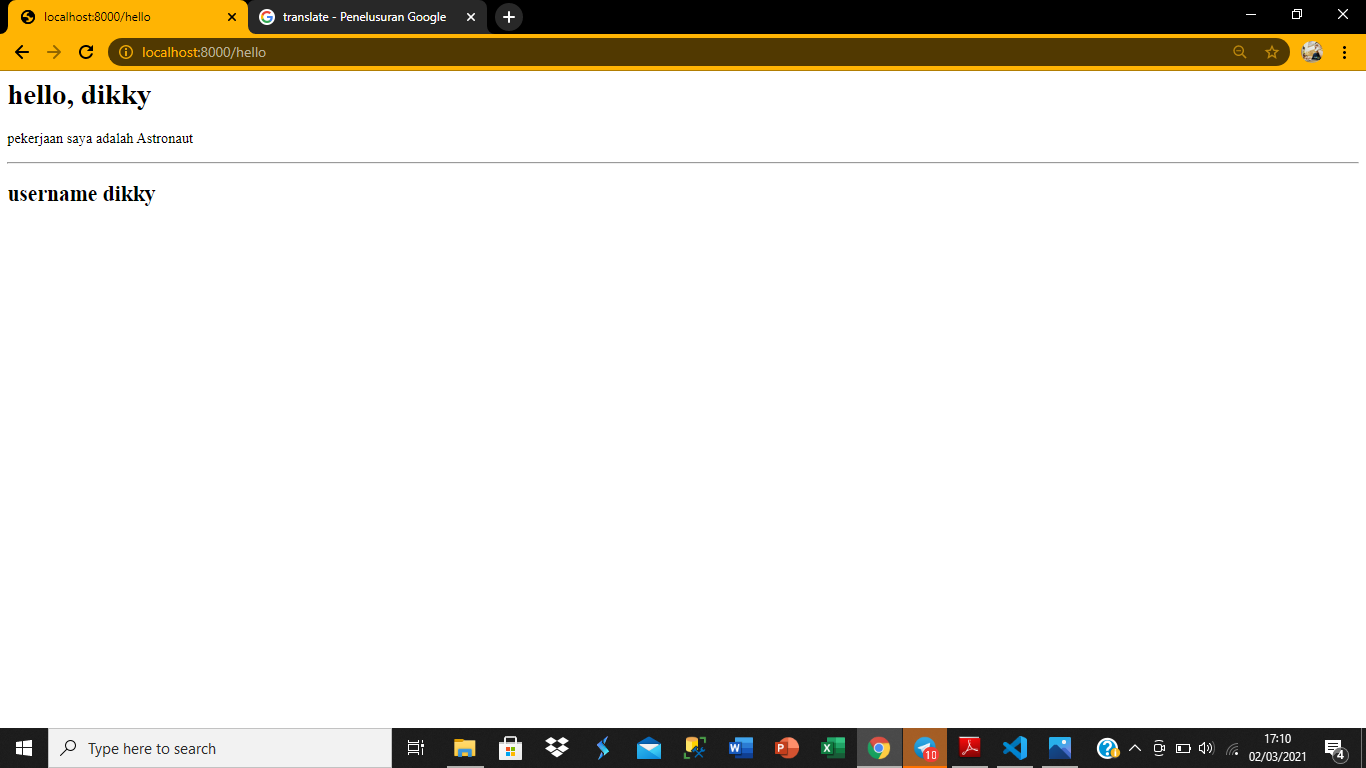 localhost:8000/hello
translate - Penelusuran Google
localhost:8000/hello
hello, dikky
pekerjaan saya adalah Astronaut
username dikky
Type here to search
10
17:10
02/03/2021
4